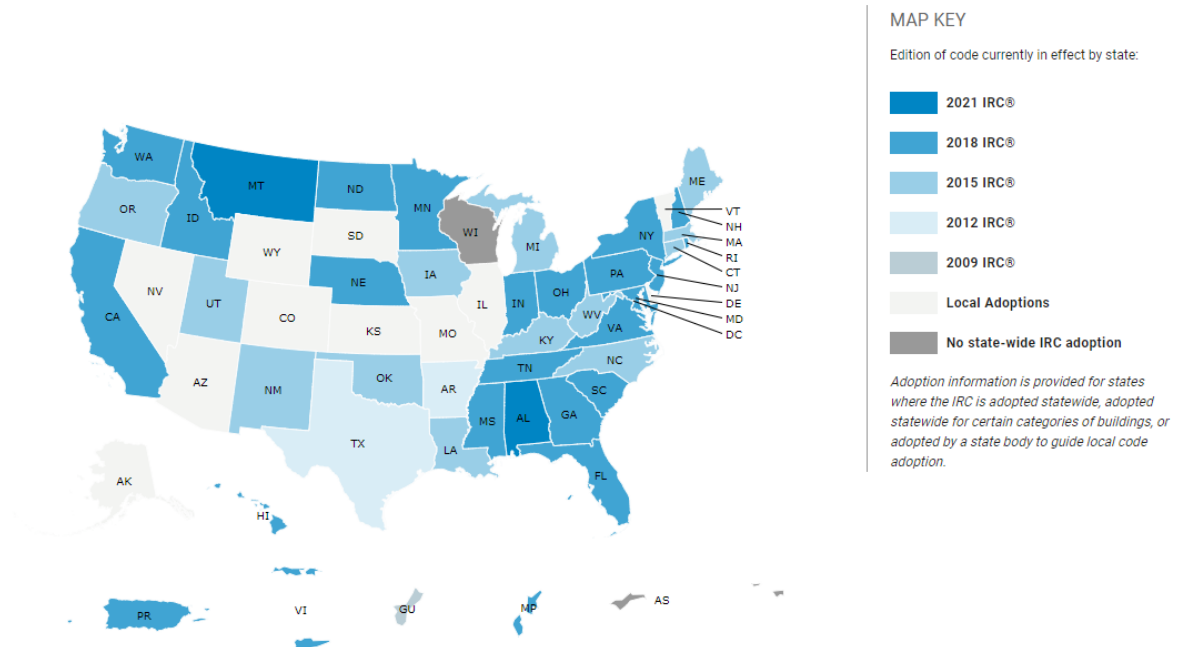 MAP KEY
Edition of code currently in effect by state:
2021 IRC®
2018 IRC®
2015 IRC®
2012 IRC®
2009 IRC®
Local Adoptions
No state-wide IRC adoption
Adoption information is provided for states
where the IRC is adopted statewide, adopted
statewide for certain categories of buildings, or
adopted by a state body to guide local code
adoption.
WA
MT
ND
MN
ME
OR
ID
SD
WI
MI
NY
VT
NH
MA
RI
CT
NJ
DE
MD
DC
WY
NE
IA
PA
NV
UT
CO
IL
IN
OH
WV
VA
CA
KS
MO
KY
NC
AZ
NM
OK
AR
TN
SC
TX
LA
MS
AL
GA
FL
AK
HI
PR
VI
GU
MP
AS